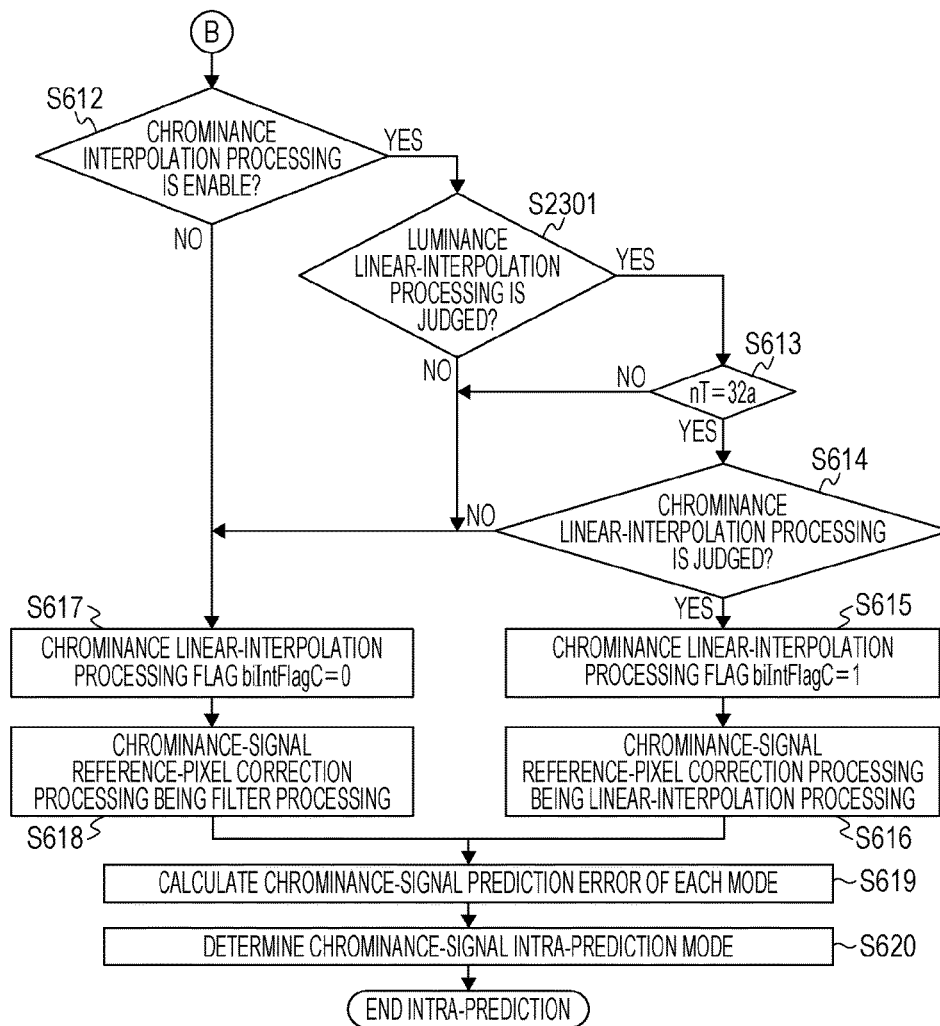 B
S612
CHROMINANCE
INTERPOLATION PROCESSING
IS ENABLE?
YES
NO
S2301
LUMINANCE
LINEAR-INTERPOLATION
PROCESSING IS
JUDGED?
YES
NO
S613
nT=32a
NO
YES
S614
CHROMINANCE
LINEAR-INTERPOLATION PROCESSING
IS JUDGED?
NO
YES
S617
CHROMINANCE LINEAR-INTERPOLATION
PROCESSING FLAG biIntFlagC=0
S615
CHROMINANCE LINEAR-INTERPOLATION
PROCESSING FLAG biIntFlagC=1
CHROMINANCE-SIGNAL
REFERENCE-PIXEL CORRECTION
PROCESSING BEING FILTER PROCESSING
S618
CHROMINANCE-SIGNAL
REFERENCE-PIXEL CORRECTION PROCESSING
BEING LINEAR-INTERPOLATION PROCESSING
S616
CALCULATE CHROMINANCE-SIGNAL PREDICTION ERROR OF EACH MODE
S619
DETERMINE CHROMINANCE-SIGNAL INTRA-PREDICTION MODE
S620
END INTRA-PREDICTION